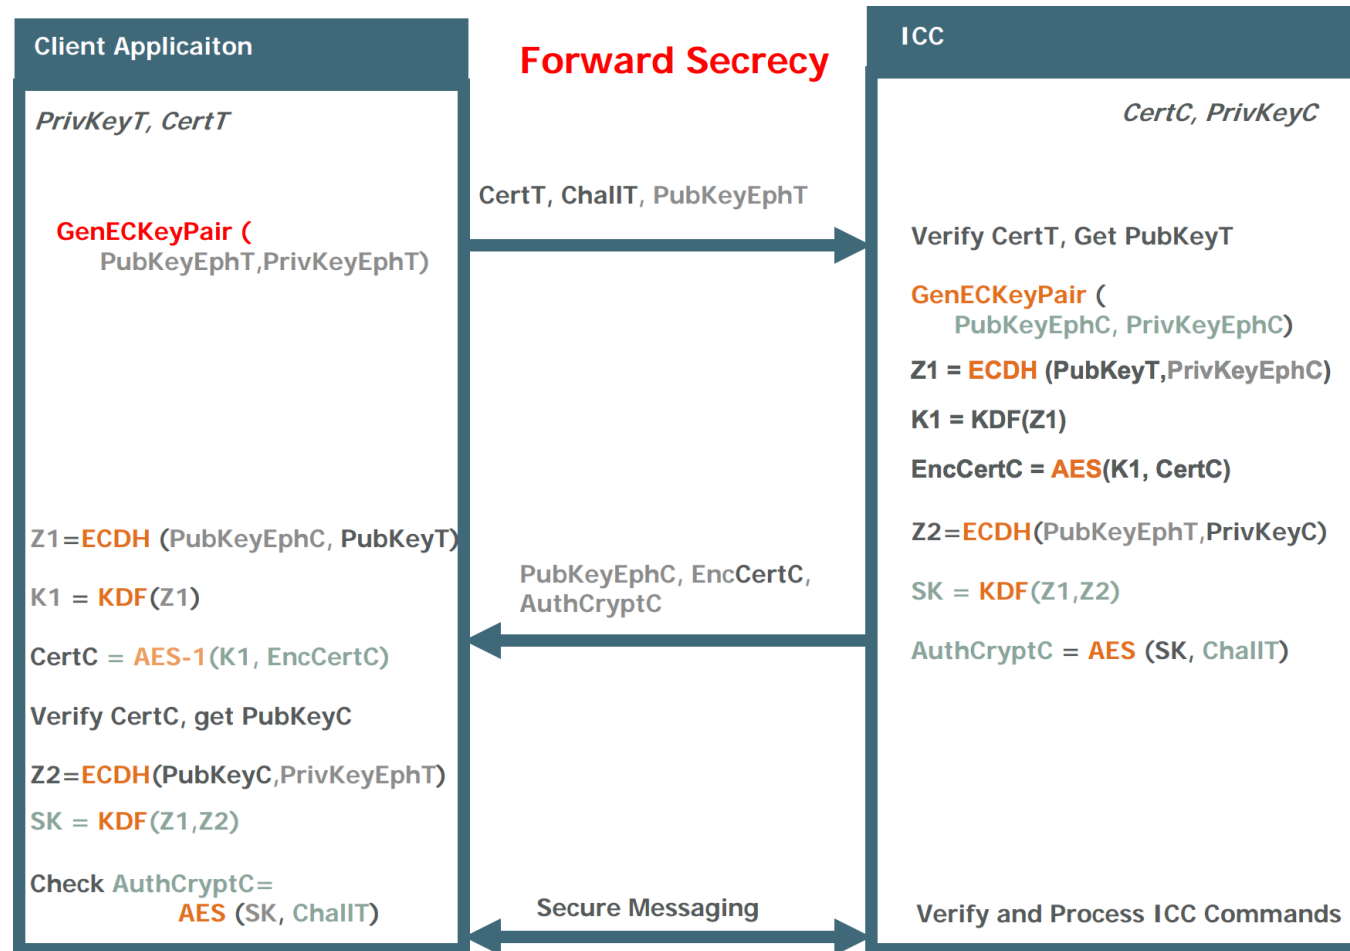 Client Applicaiton
PrivKeyT, CertT
GenECKeyPair (
PubKeyEphT,PrivKeyEphT)
Z1=ECDH (PubKeyEphC, PubKeyT)
K1 = KDF(Z1)
CertC = AES-1(K1, EncCertC)
Verify CertC, get PubKeyC
Z2=ECDH(PubKeyC,PrivKeyEphT)
SK = KDF(Z1,Z2)
Check AuthCryptC=
AES (SK, ChallT)
Forward Secrecy
CertT, ChallT, PubKeyEphT
PubKeyEphC, EncCertC,
AuthCryptC
Secure Messaging
ICC
CertC, PrivKeyC
Verify CertT, Get PubKeyT
GenECKeyPair (
PubKeyEphC, PrivKeyEphC)
Z1 = ECDH (PubKeyT,PrivKeyEphC)
K1 = KDF(Z1)
EncCertC = AES(K1, CertC)
Z2=ECDH(PubKeyEphT,PrivKeyC)
SK = KDF(Z1,Z2)
AuthCryptC = AES (SK, ChallT)
Verify and Process ICC Commands